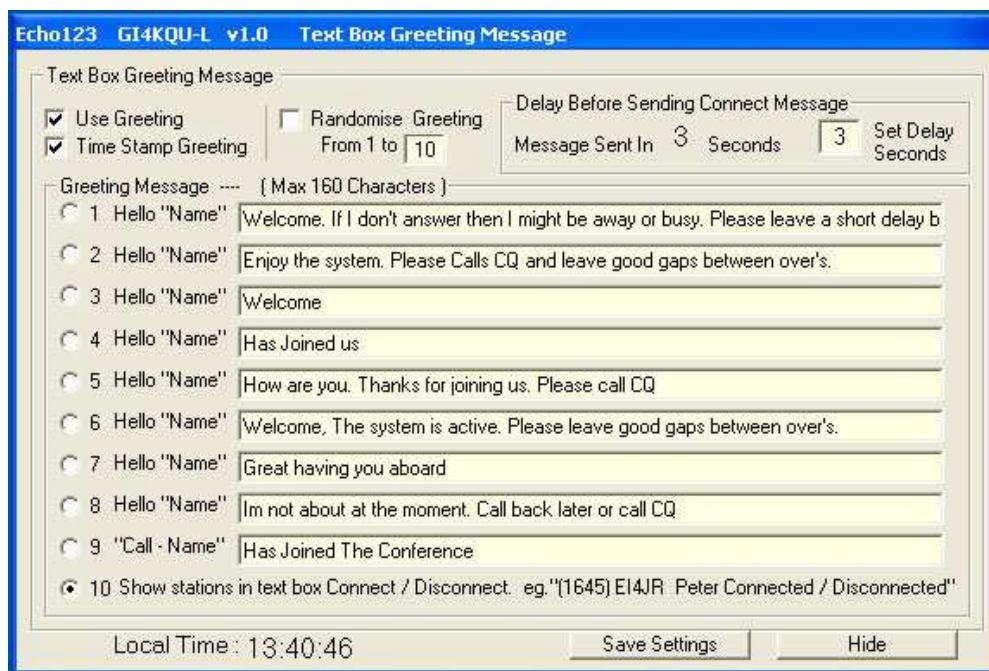 Echo123 GI4KQU-L v1.0 Text Box Greeting Message
Text Box Greeting Message
Use Greeting
Time Stamp Greeting
Randomise Greeting
From 1 to 10
Delay Before Sending Connect Message
Message Sent In 3 Seconds 3 Set Delay Seconds
Greeting Message ---- ( Max 160 Characters )
1 Hello "Name" Welcome. If I don't answer then I might be away or busy. Please leave a short delay b
2 Hello "Name" Enjoy the system. Please Calls CQ and leave good gaps between over's.
3 Hello "Name" Welcome
4 Hello "Name" Has Joined us
5 Hello "Name" How are you. Thanks for joining us. Please call CQ
6 Hello "Name" Welcome, The system is active. Please leave good gaps between over's.
7 Hello "Name" Great having you aboard
8 Hello "Name" Im not about at the moment. Call back later or call CQ
9 "Call - Name" Has Joined The Conference
10 Show stations in text box Connect / Disconnect. eg."(1645) EI4JR Peter Connected / Disconnected"
Local Time : 13:40:46
Save Settings
Hide